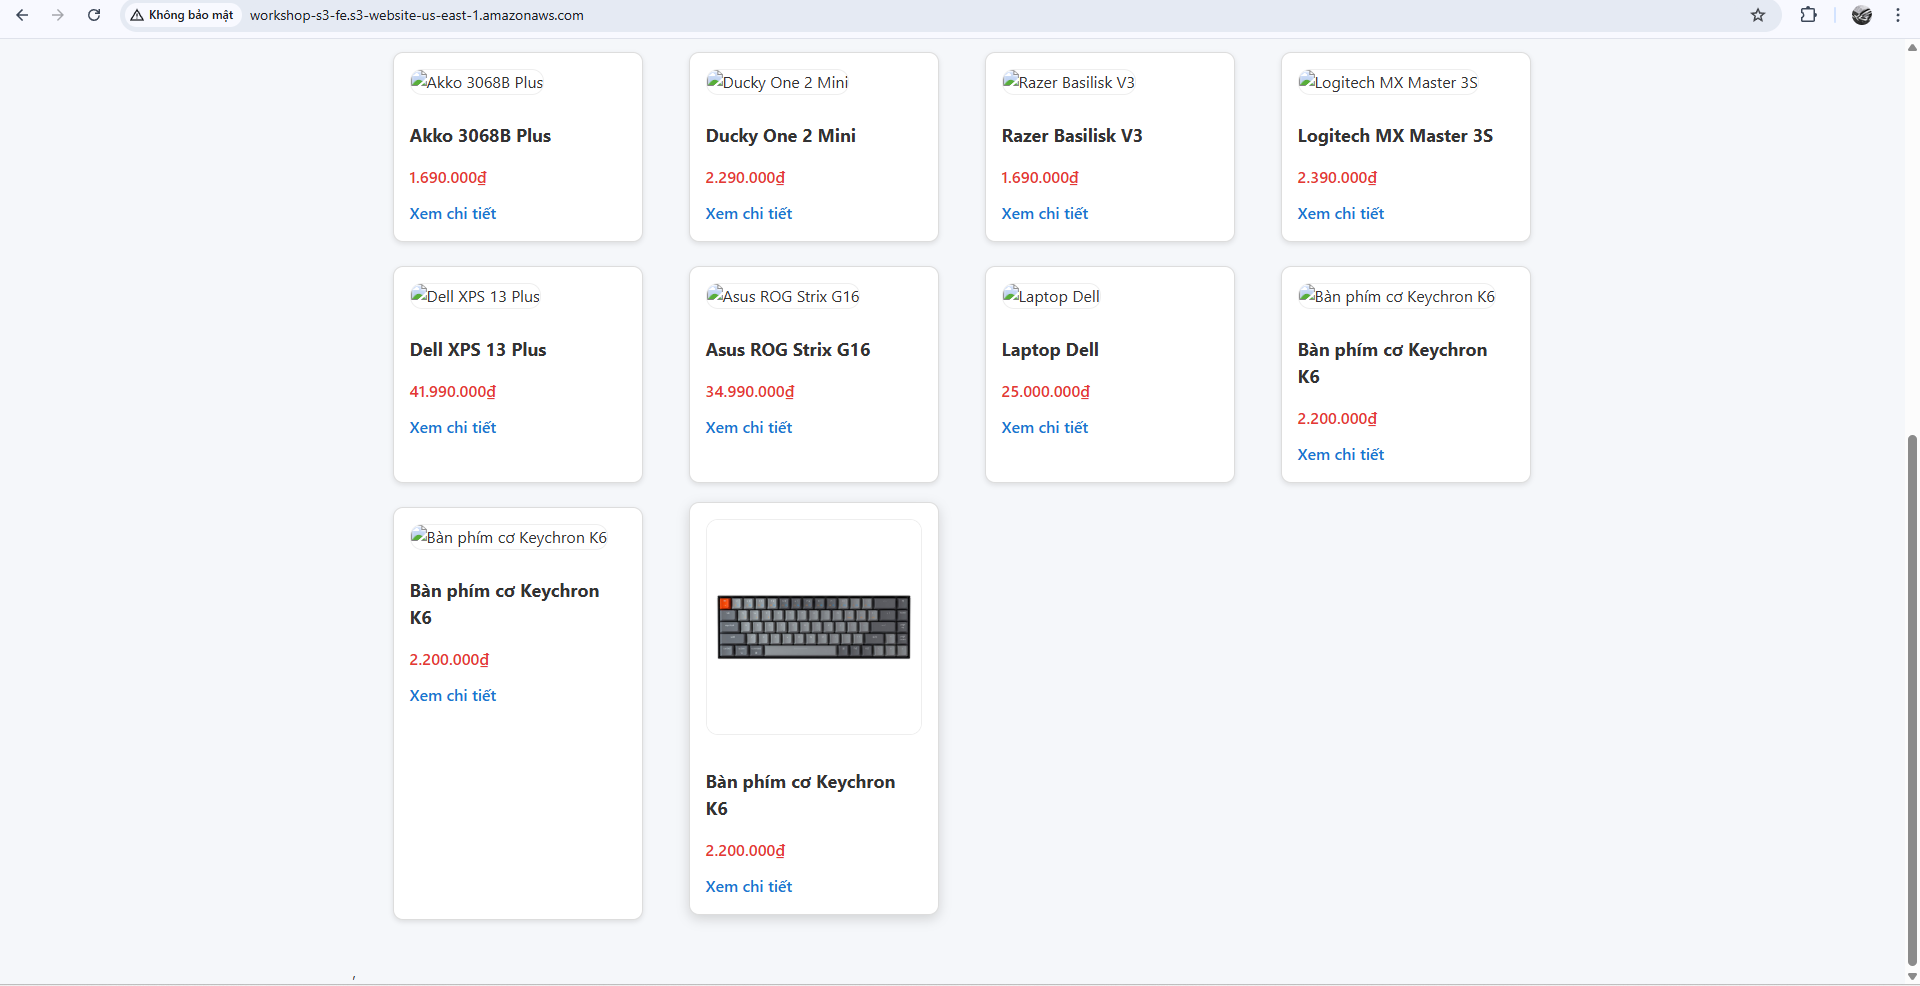 Không bảo mật
workshop-s3-fe.s3-website-us-east-1.amazonaws.com
Akko 3068B Plus
Ducky One 2 Mini
Razer Basilisk V3
Logitech MX Master 3S
Akko 3068B Plus
Ducky One 2 Mini
Razer Basilisk V3
Logitech MX Master 3S
1.690.000₫
2.290.000₫
1.690.000₫
2.390.000₫
Xem chi tiết
Xem chi tiết
Xem chi tiết
Xem chi tiết
Dell XPS 13 Plus
Asus ROG Strix G16
Laptop Dell
Bàn phím cơ Keychron K6
Dell XPS 13 Plus
Asus ROG Strix G16
Laptop Dell
Bàn phím cơ Keychron
K6
41.990.000₫
34.990.000₫
25.000.000₫
2.200.000₫
Xem chi tiết
Xem chi tiết
Xem chi tiết
Xem chi tiết
Bàn phím cơ Keychron K6
Bàn phím cơ Keychron
K6
2.200.000₫
Xem chi tiết
Bàn phím cơ Keychron
K6
2.200.000₫
Xem chi tiết
,